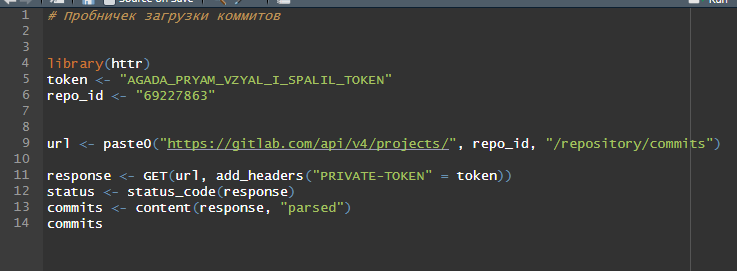 Source on Save
Run
1 # Пробничек загрузки коммитов
2
3
4 library(httr)
5 token <- "AGADA_PRYAM_VZYAL_I_SPALIL_TOKEN"
6 repo_id <- "69227863"
7
8
9 url <- paste0("https://gitlab.com/api/v4/projects/", repo_id, "/repository/commits")
10
11 response <- GET(url, add_headers("PRIVATE-TOKEN" = token))
12 status <- status_code(response)
13 commits <- content(response, "parsed")
14 commits